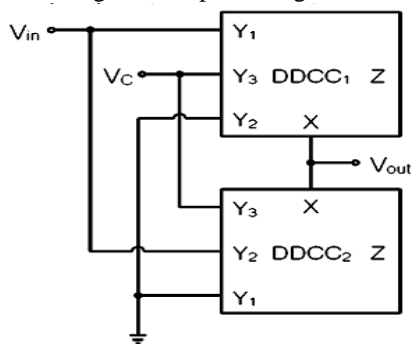 Vin Y₁
VC Y₃ DDCC₁ Z
Y₂ X
Vout
Y₃ X
Y₂ DDCC₂ Z
Y₁